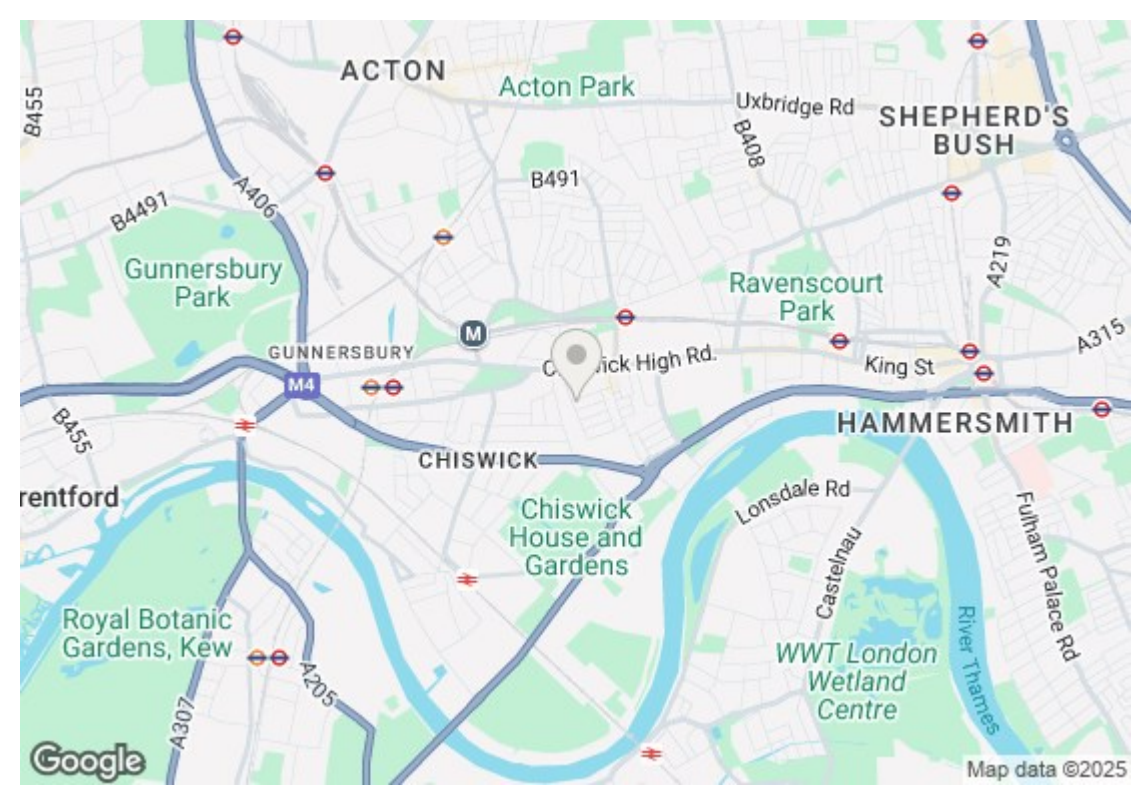 ACTON
Acton Park
B455
Uxbridge Rd
SHEPHERD'S
BUSH
B408
B491
A406
B4491
A219
Gunnersbury
Park
Ravenscourt
Park
M
A315
GUNNERSBURY
King St
M4
B455
HAMMERSMITH
CHISWICK
rentford
Lonsdale Rd
Chiswick
House and
Gardens
Castelnau
Fulham Palace Rd
Royal Botanic
Gardens, Kew
WWT London
Wetland
Centre
River Thames
A205
A307
Google
Map data ©2025